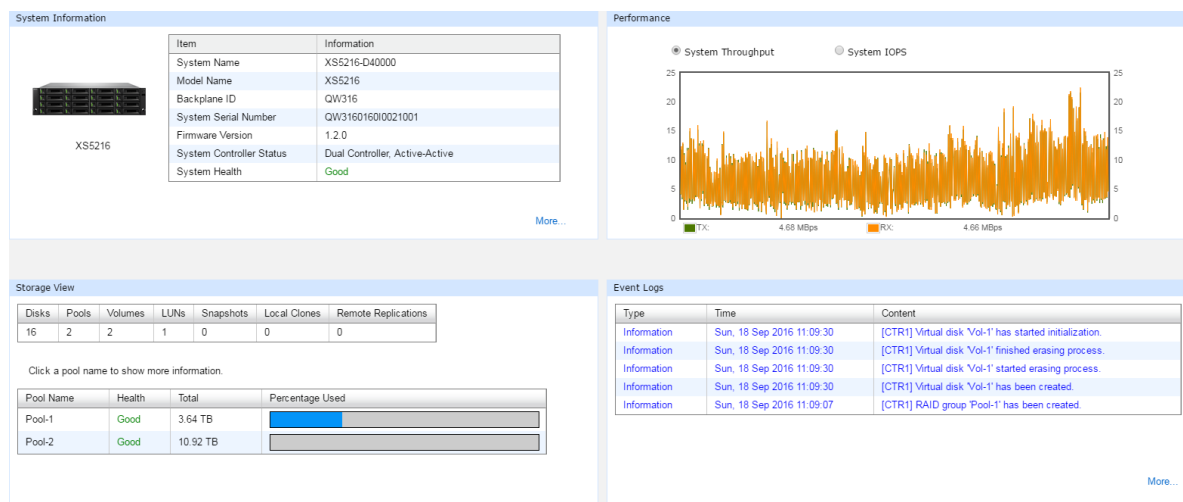 System Information
Item Information
System Name XS5216-D40000
Model Name XS5216
Backplane ID QW316
System Serial Number QW3160160I0021001
Firmware Version 1.2.0
System Controller Status Dual Controller, Active-Active
System Health Good
XS5216
More...
Performance
System Throughput System IOPS
25 25
20 20
15 15
10 10
5 5
0 0
TX: 4.68 MBps RX: 4.66 MBps
Storage View
Disks Pools Volumes LUNs Snapshots Local Clones Remote Replications
16 2 2 1 0 0 0
Click a pool name to show more information.
Pool Name Health Total Percentage Used
Pool-1 Good 3.64 TB
Pool-2 Good 10.92 TB
Event Logs
Type Time Content
Information Sun, 18 Sep 2016 11:09:30 [CTR1] Virtual disk 'Vol-1' has started initialization.
Information Sun, 18 Sep 2016 11:09:30 [CTR1] Virtual disk 'Vol-1' finished erasing process.
Information Sun, 18 Sep 2016 11:09:30 [CTR1] Virtual disk 'Vol-1' started erasing process.
Information Sun, 18 Sep 2016 11:09:30 [CTR1] Virtual disk 'Vol-1' has been created.
Information Sun, 18 Sep 2016 11:09:07 [CTR1] RAID group 'Pool-1' has been created.
More...